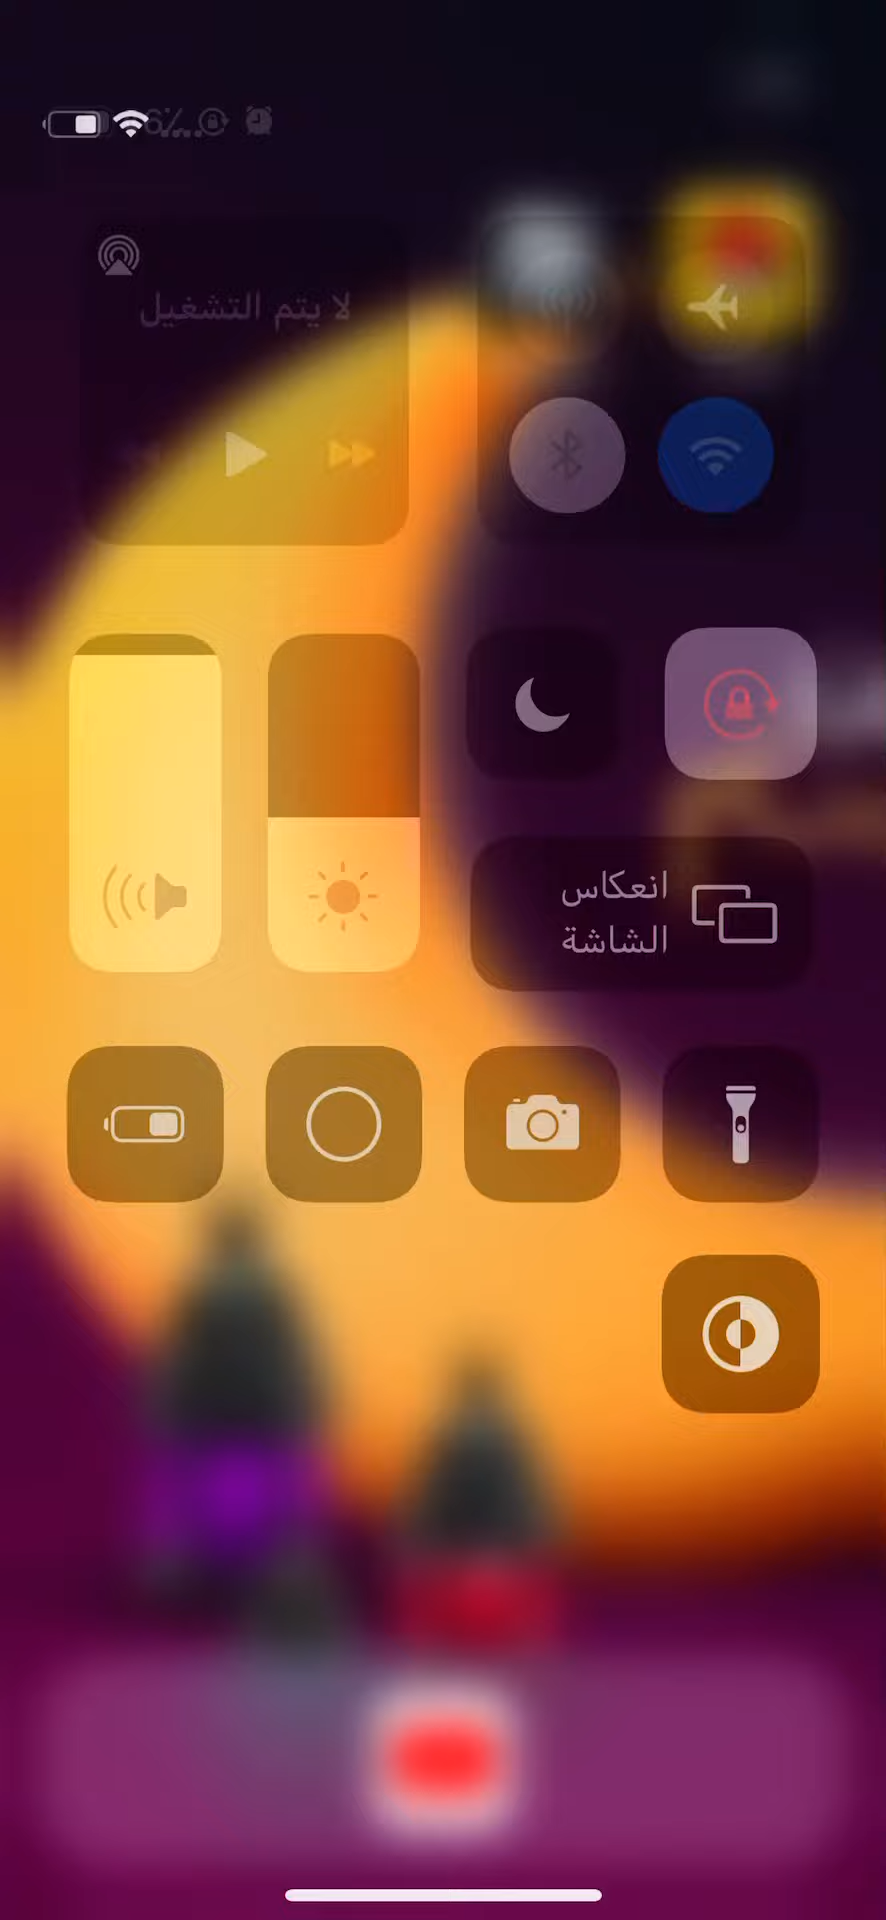 لا يتم التشغيل
انعكاس
الشاشة